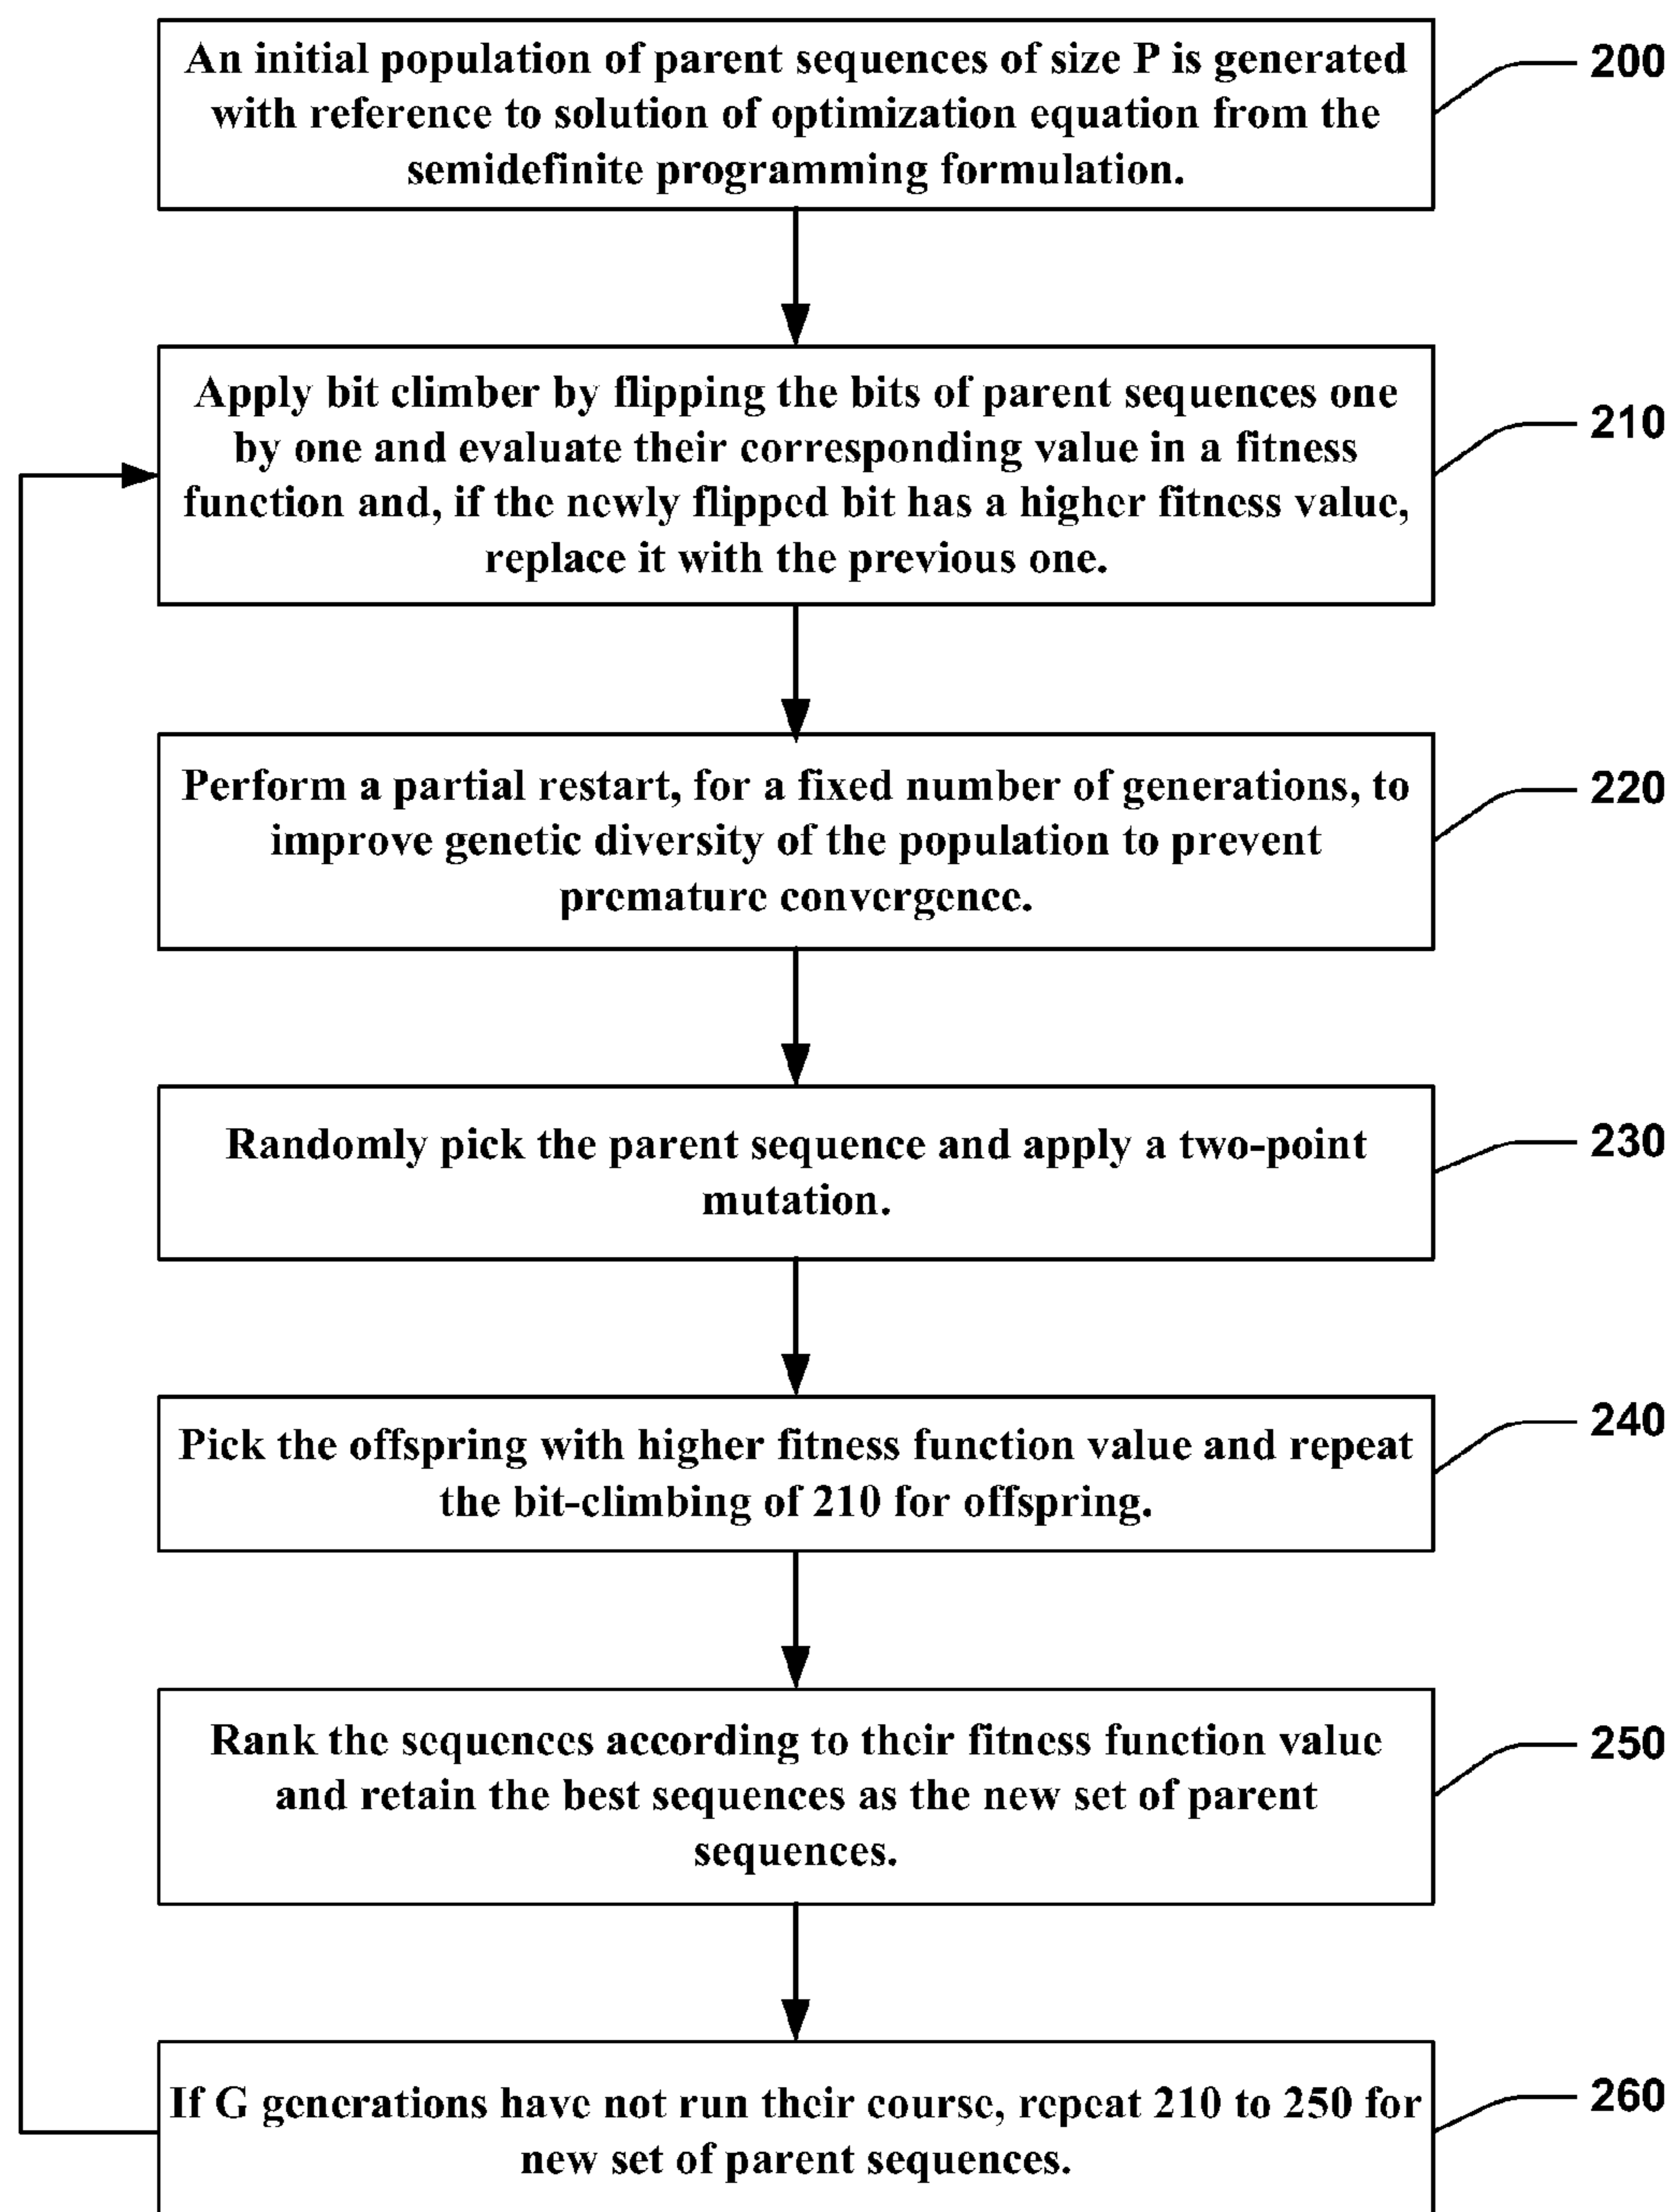 An initial population of parent sequences of size P is generated
with reference to solution of optimization equation from the
semidefinite programming formulation.
200
Apply bit climber by flipping the bits of parent sequences one
by one and evaluate their corresponding value in a fitness
function and, if the newly flipped bit has a higher fitness value,
replace it with the previous one.
210
Perform a partial restart, for a fixed number of generations, to
improve genetic diversity of the population to prevent
premature convergence.
220
Randomly pick the parent sequence and apply a two-point
mutation.
230
Pick the offspring with higher fitness function value and repeat
the bit-climbing of 210 for offspring.
240
Rank the sequences according to their fitness function value
and retain the best sequences as the new set of parent
sequences.
250
If G generations have not run their course, repeat 210 to 250 for
new set of parent sequences.
260